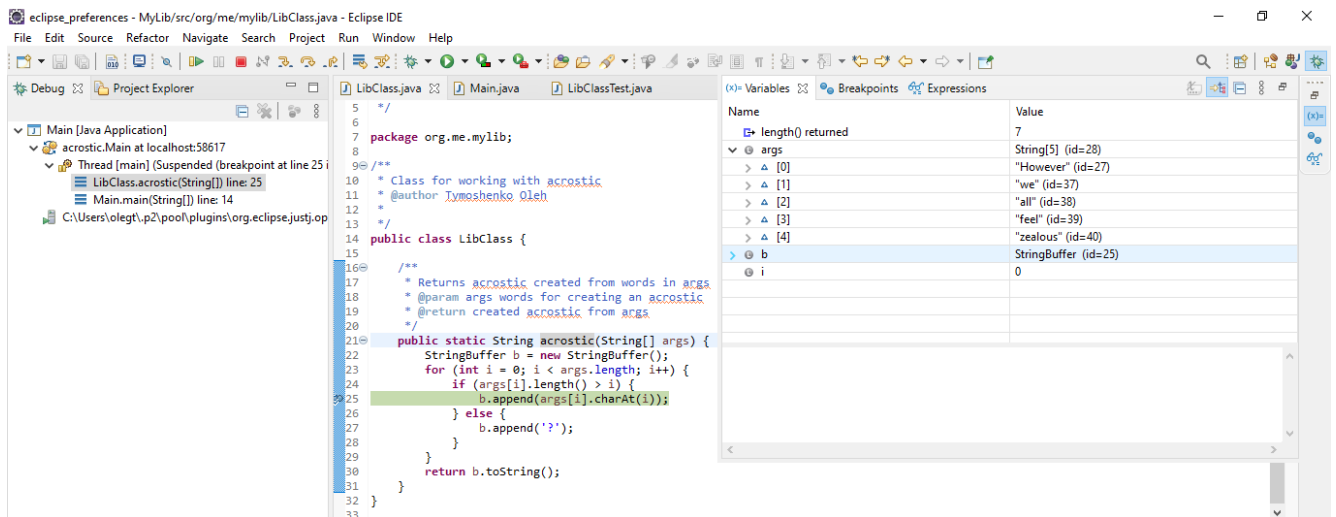 eclipse_preferences - MyLib/src/org/me/mylib/LibClass.java - Eclipse IDE
File Edit Source Refactor Navigate Search Project Run Window Help
Debug Project Explorer
Main [Java Application]
acrostic.Main at localhost:58617
Thread [main] (Suspended (breakpoint at line 25 i
LibClass.acrostic(String[]) line: 25
Main.main(String[]) line: 14
C:\Users\olegt\.p2\pool\plugins\org.eclipse.justj.op
LibClass.java Main.java LibClassTest.java
5 */
6
7 package org.me.mylib;
8
9 /**
10 * Class for working with acrostic
11 * @author Tymoshenko Oleh
12 *
13 */
14 public class LibClass {
15
16 /**
17 * Returns acrostic created from words in args
18 * @param args words for creating an acrostic
19 * @return created acrostic from args
20 */
21 public static String acrostic(String[] args) {
22 StringBuffer b = new StringBuffer();
23 for (int i = 0; i < args.length; i++) {
24 if (args[i].length() > i) {
25 b.append(args[i].charAt(i));
26 } else {
27 b.append('?');
28 }
29 }
30 return b.toString();
31 }
32 }
33
(x)= Variables Breakpoints Expressions
Name Value
length() returned 7
args String[5] (id=28)
[0] "However" (id=27)
[1] "we" (id=37)
[2] "all" (id=38)
[3] "feel" (id=39)
[4] "zealous" (id=40)
b StringBuffer (id=25)
i 0
(x)=